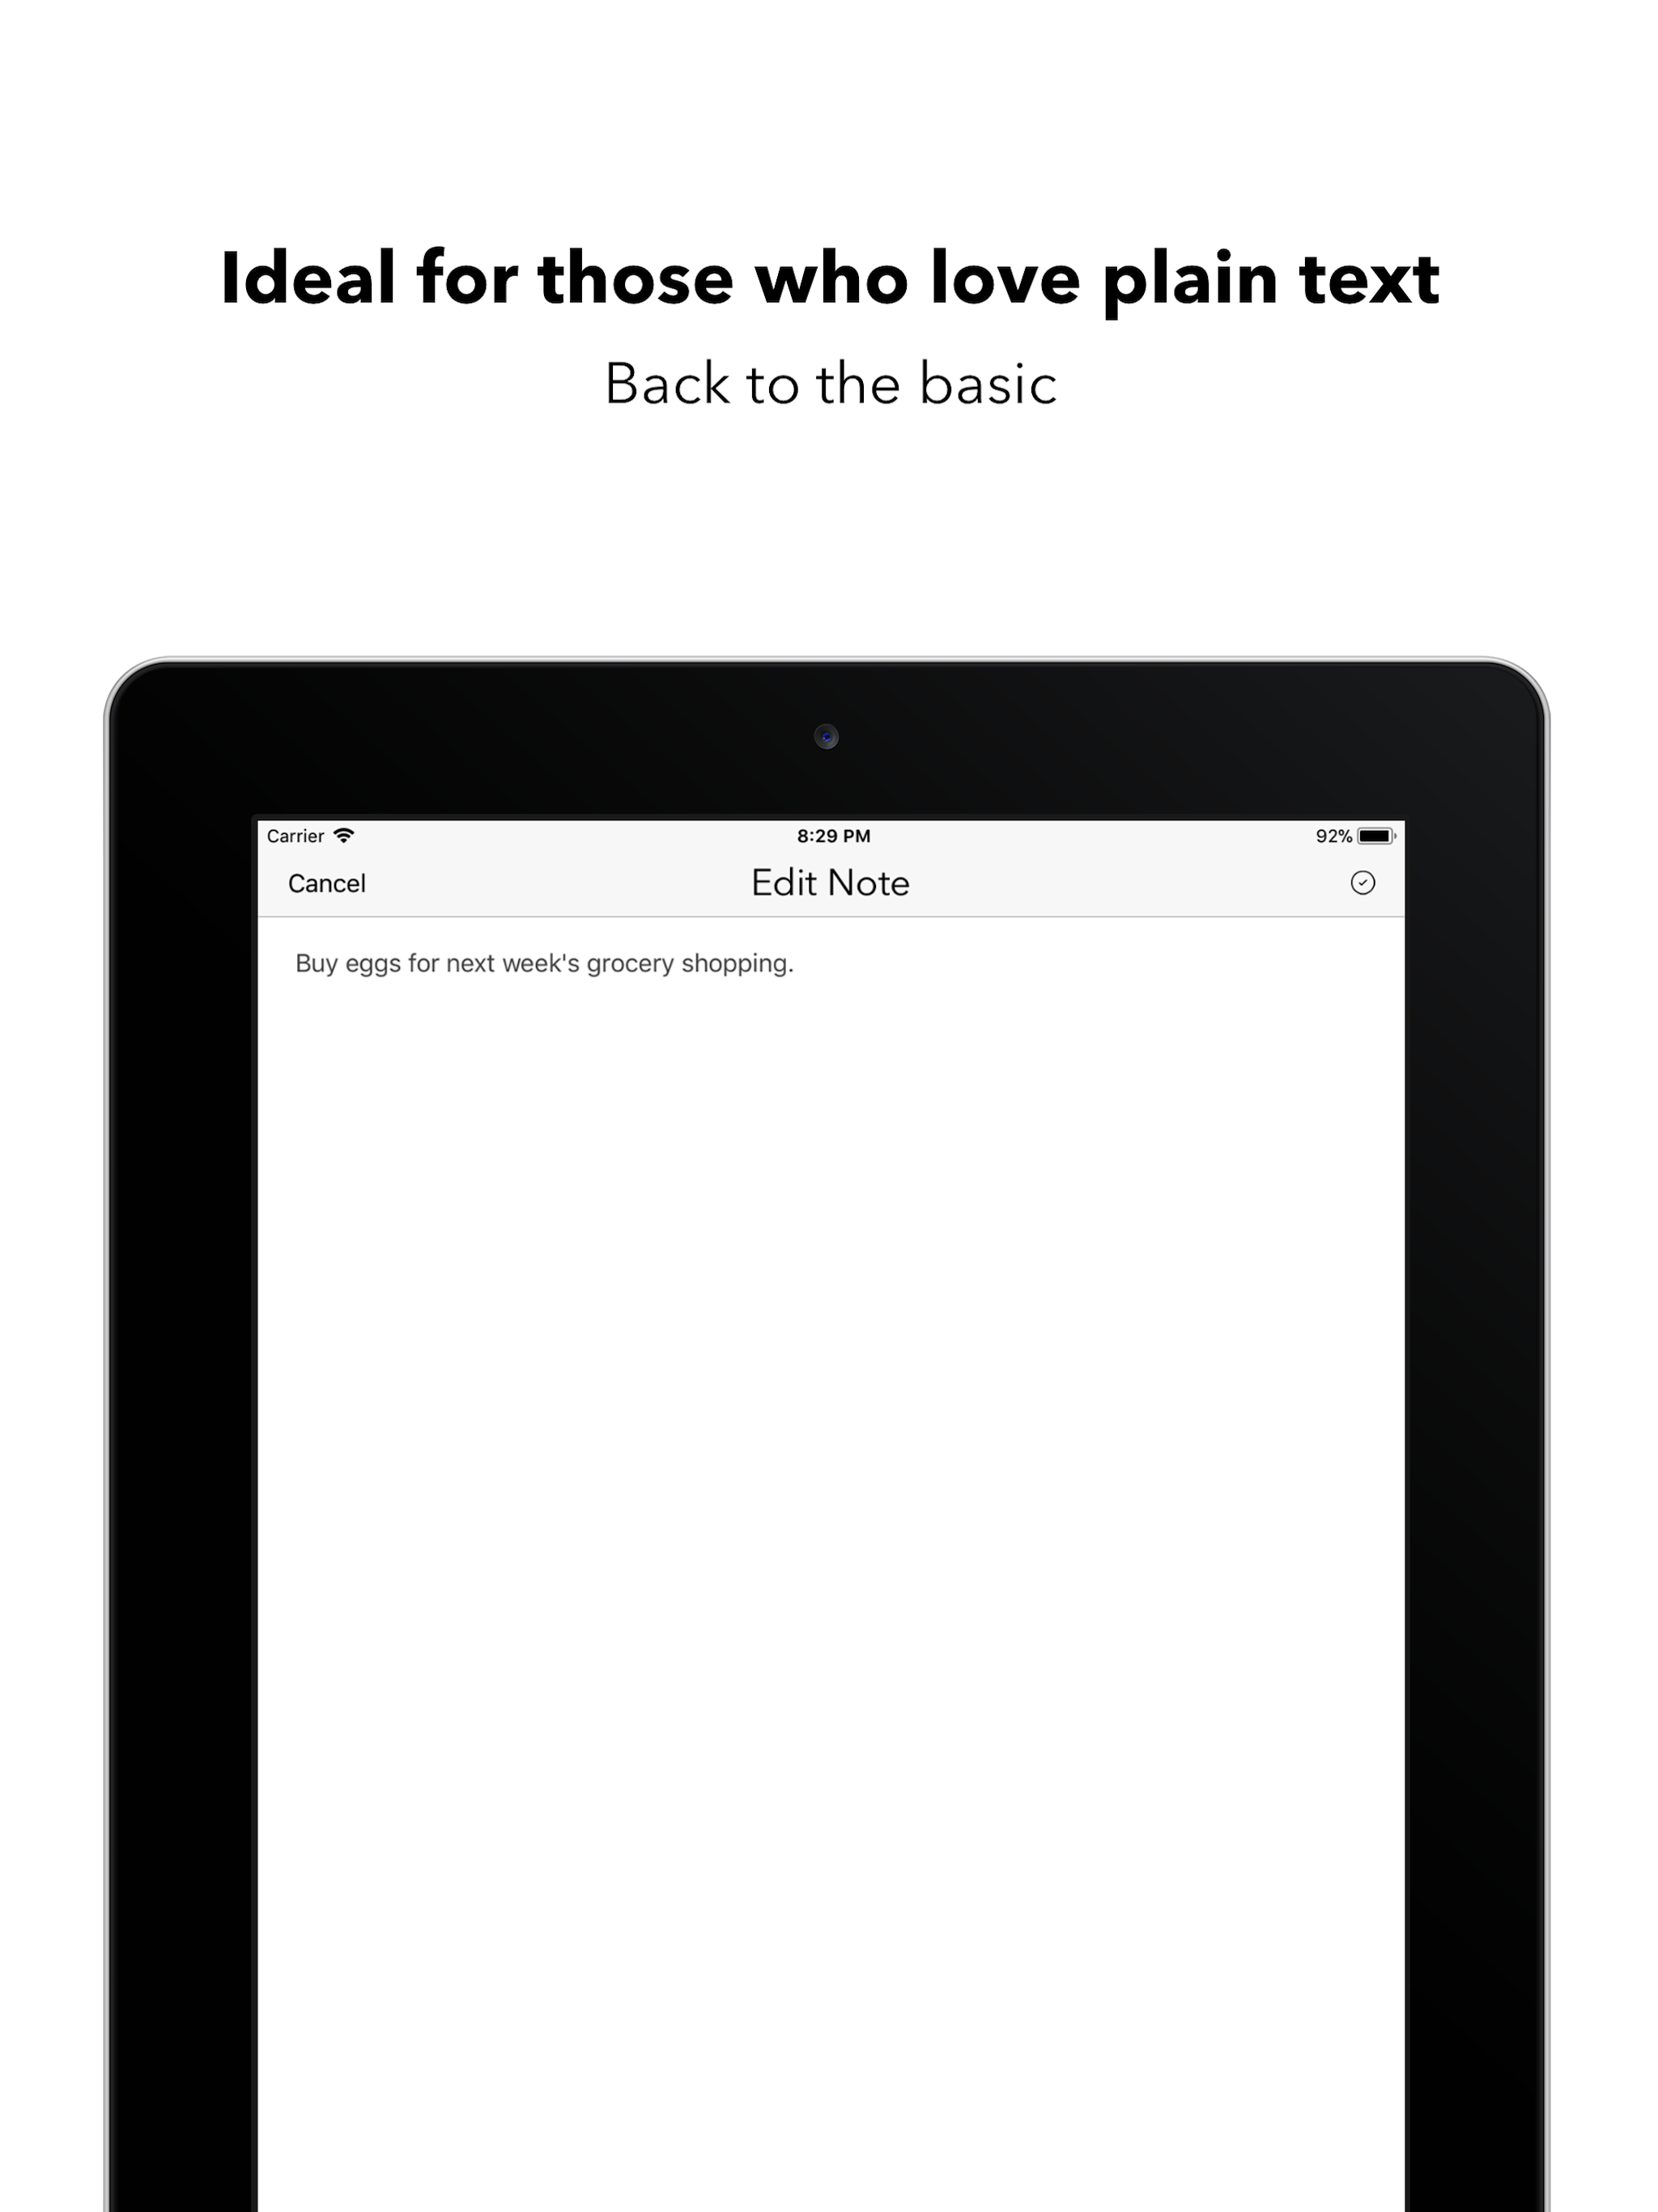 Ideal for those who love plain text
Back to the basic
Carrier 8:29 PM 92%
Cancel Edit Note
Buy eggs for next week's grocery shopping.